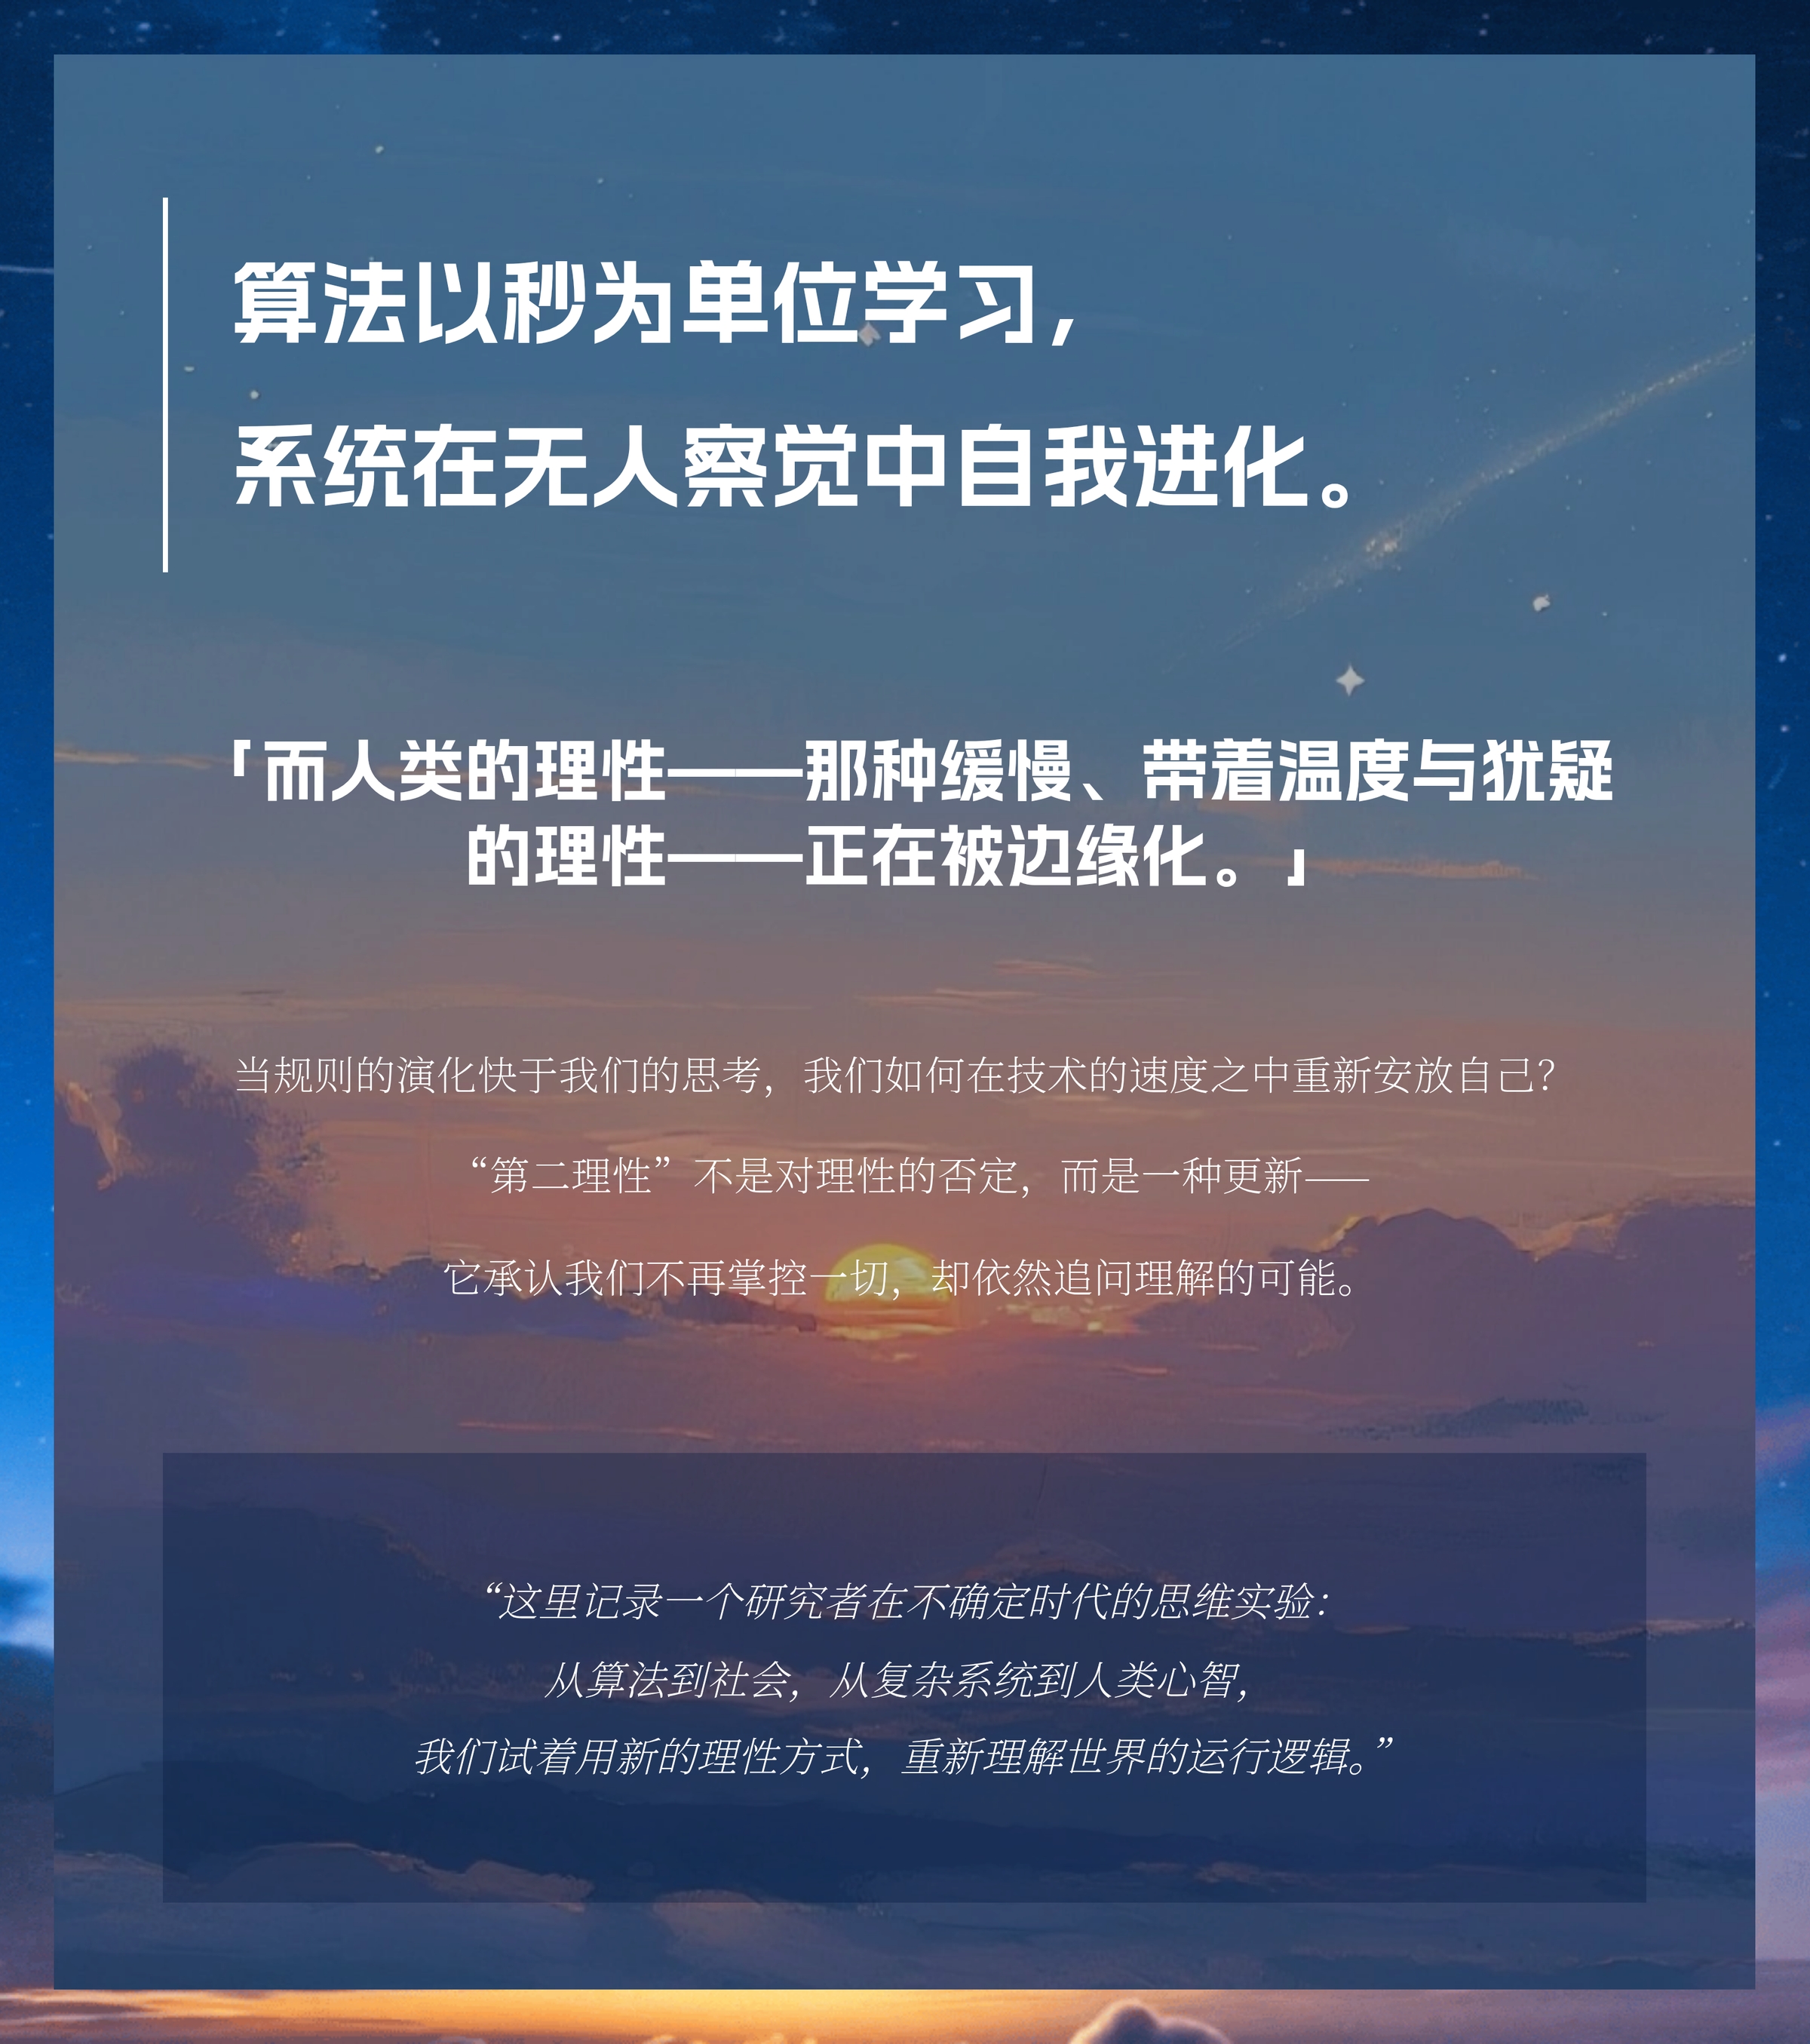 算法以秒为单位学习，
系统在无人察觉中自我进化。
「而人类的理性——那种缓慢、带着温度与犹疑
的理性——正在被边缘化。」
当规则的演化快于我们的思考，我们如何在技术的速度之中重新安放自己？
“第二理性”不是对理性的否定，而是一种更新——
它承认我们不再掌控一切，却依然追问理解的可能。
“这里记录一个研究者在不确定时代的思维实验：
从算法到社会，从复杂系统到人类心智，
我们试着用新的理性方式，重新理解世界的运行逻辑。”